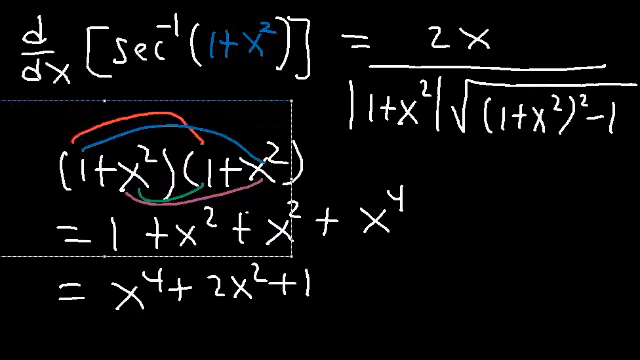 d/dx [sec⁻¹(1+x²)] = 2x / |1+x²|√((1+x²)²-1)
(1+x²)(1+x²)
= 1 + x² + x² + x⁴
= x⁴ + 2x² + 1